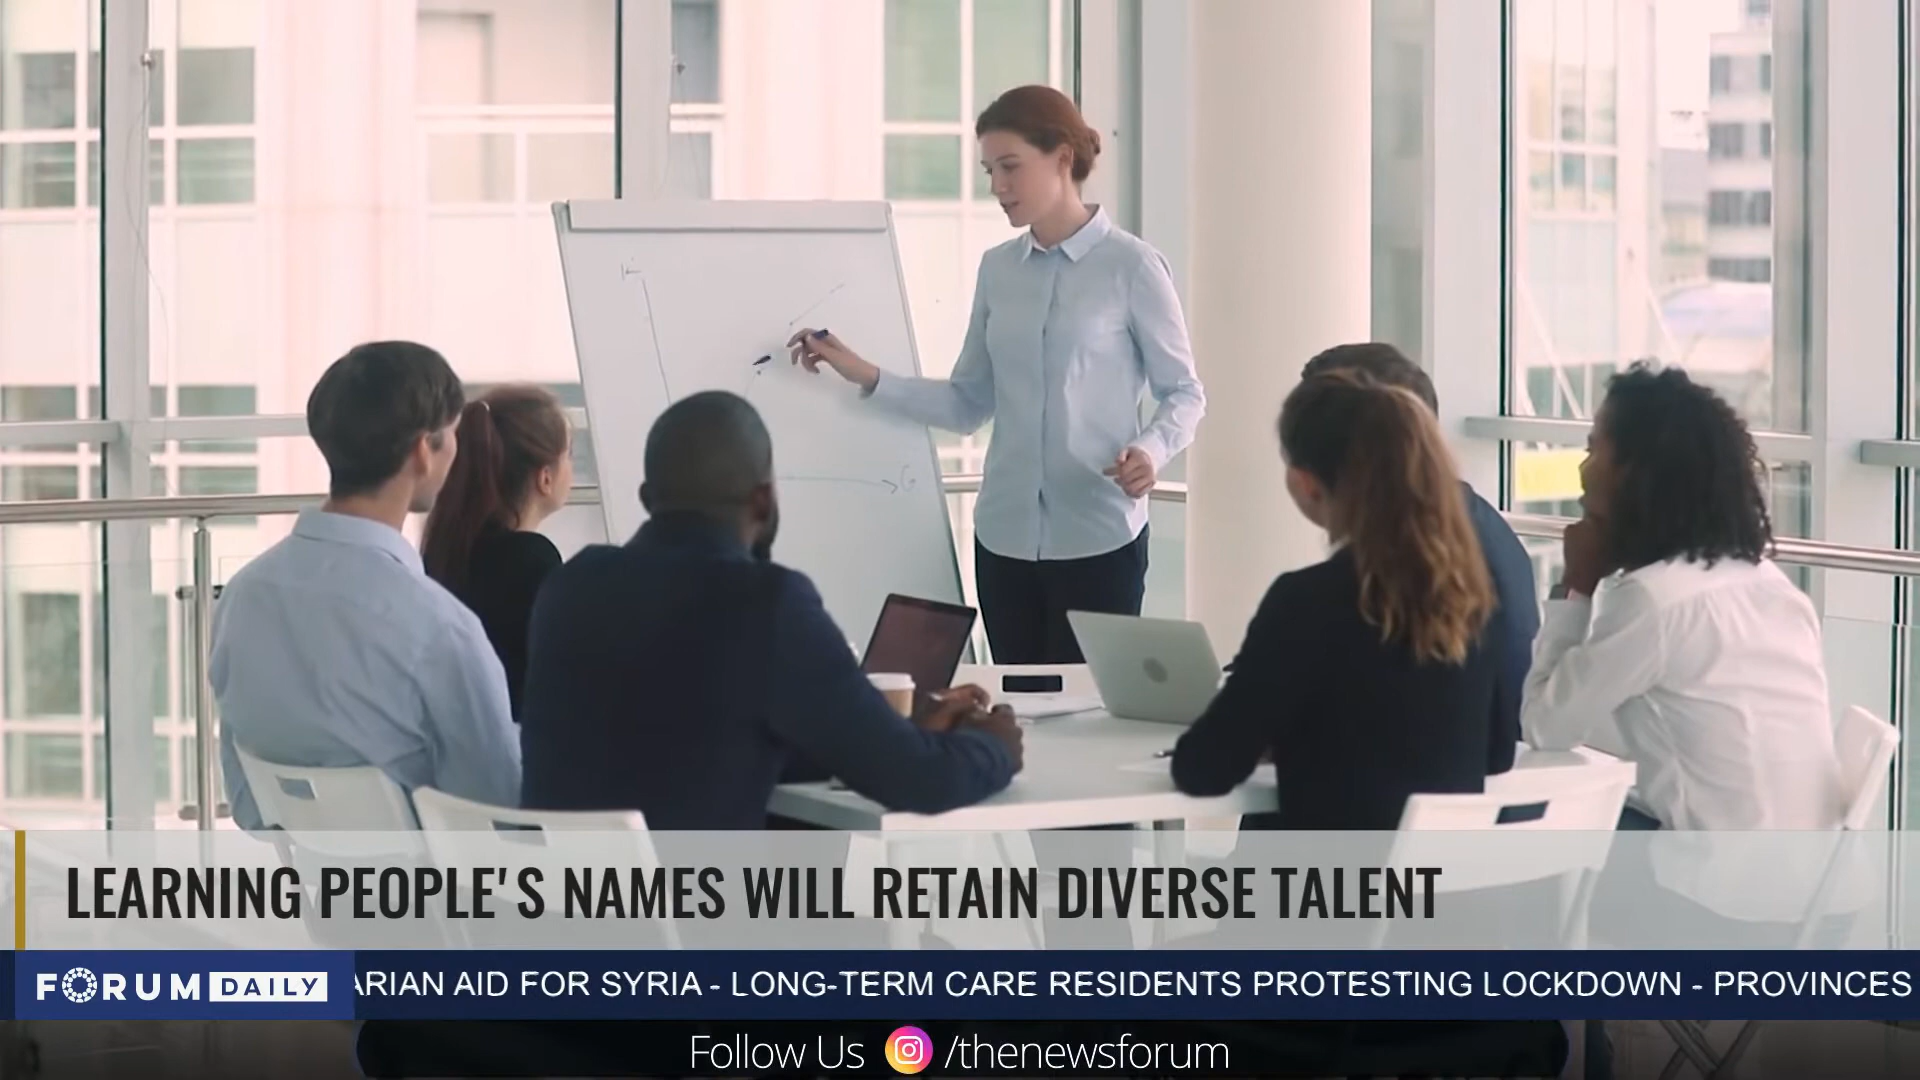 LEARNING PEOPLE'S NAMES WILL RETAIN DIVERSE TALENT
FORUM DAILY
ARIAN AID FOR SYRIA - LONG-TERM CARE RESIDENTS PROTESTING LOCKDOWN - PROVINCES
Follow Us /thenewsforum